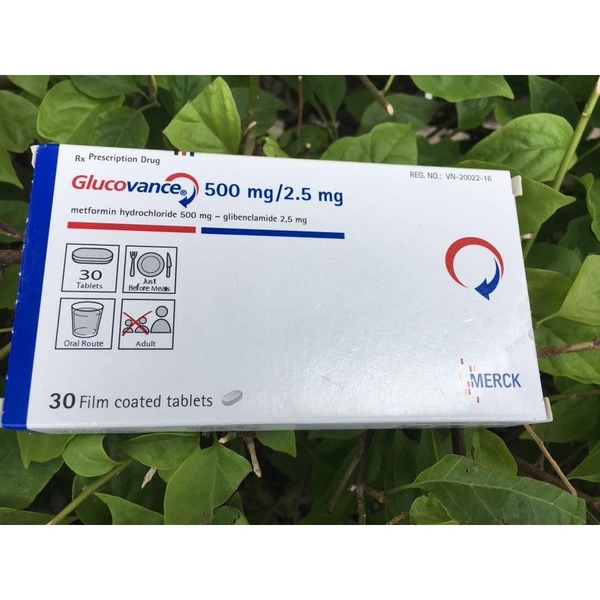 Rx Prescription Drug
REG. NO.: VN-20022-16
Glucovance® 500 mg/2.5 mg
metformin hydrochloride 500 mg – glibenclamide 2,5 mg
30
Tablets
Just
Before Meals
Oral Route
Adult
30 Film coated tablets
MERCK